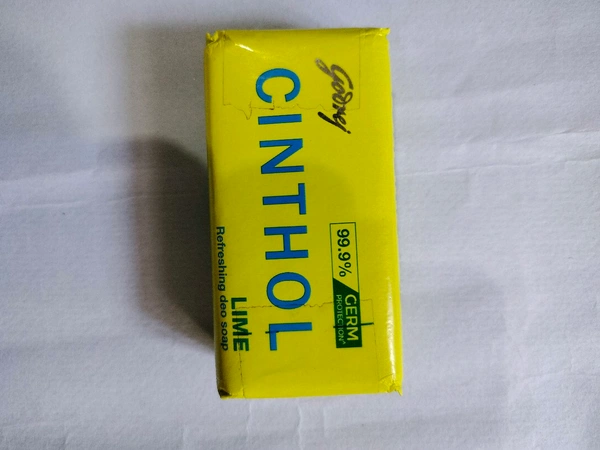 Godrej
CINTHOL
99.9%
GERM
PROTECTION*
LIME
Refreshing deo soap